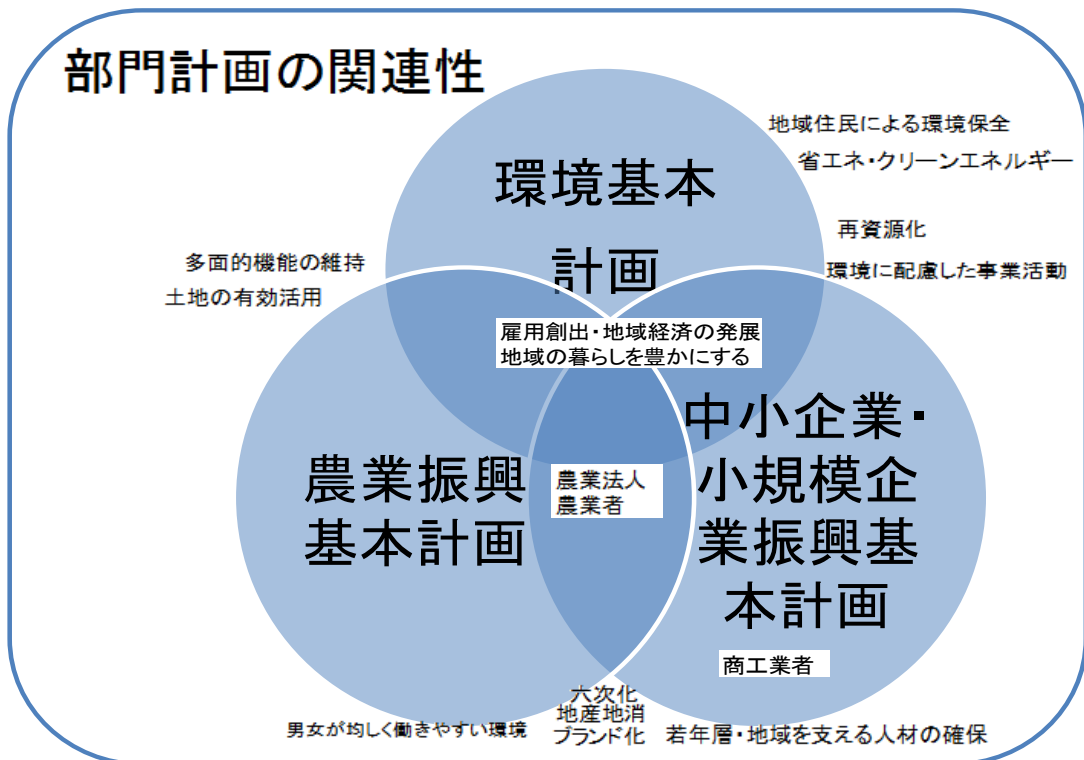 部門計画の関連性
地域住民による環境保全
省エネ・クリーンエネルギー
環境基本
計画
再資源化
環境に配慮した事業活動
多面的機能の維持
土地の有効活用
雇用創出・地域経済の発展
地域の暮らしを豊かにする
農業振興
基本計画
農業法人
農業者
中小企業・
小規模企
業振興基
本計画
商工業者
六次化
地産地消
ブランド化
男女が均しく働きやすい環境
若年層・地域を支える人材の確保